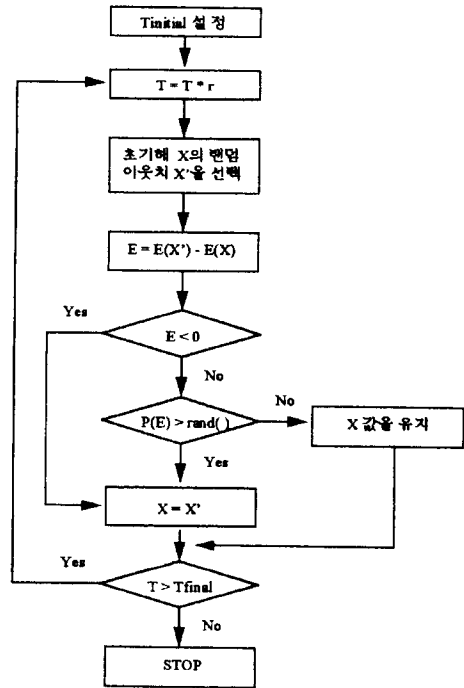 Tinitial 설 정
T = T * r
초기해 X의 랜덤
이웃치 X'을 선택
E = E(X') - E(X)
Yes
E < 0
No
P(E) > rand( )
No
X 값을 유지
Yes
X = X'
Yes
T > Tfinal
No
STOP